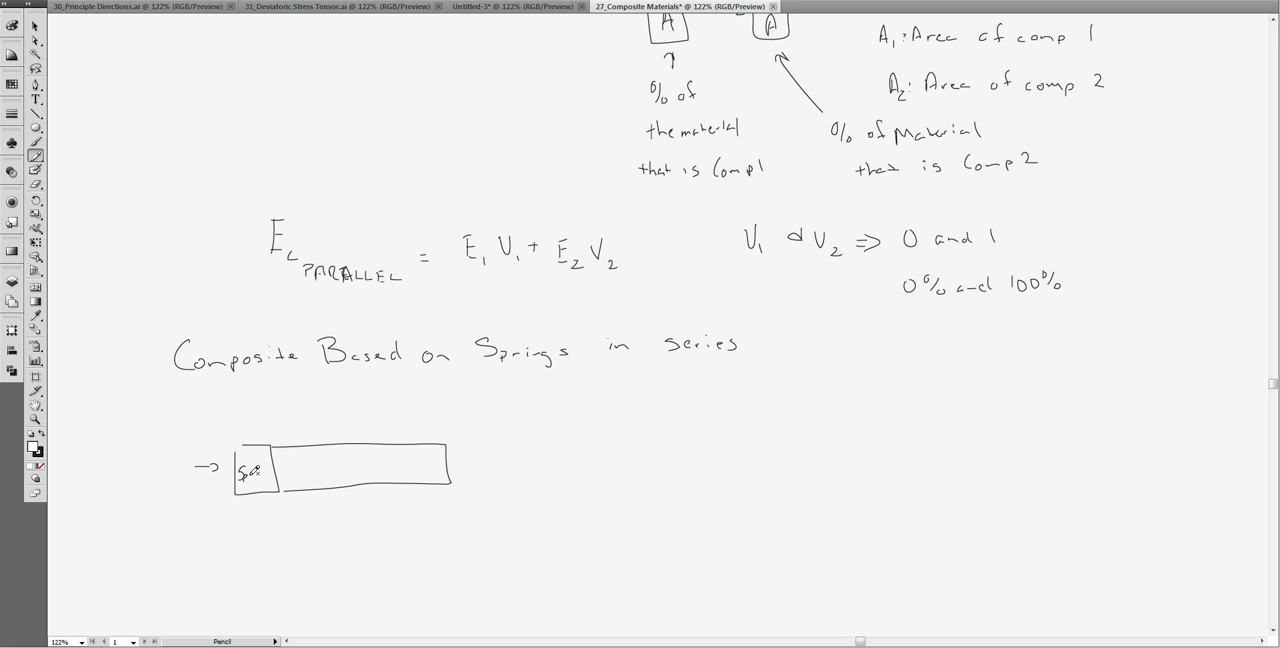 30_Principle Directions.ai @ 122% (RGB/Preview)
31_Deviatoric Stress Tensor.ai @ 122% (RGB/Preview)
Untitled-3* @ 122% (RGB/Preview)
27_Composite Materials* @ 122% (RGB/Preview)
A
A
A1: Area of comp 1
A2: Area of comp 2
% of
the material
that is Comp 1
% of Material
that is Comp 2
EC PARALLEL = E1 V1 + E2 V2
V1 & V2 => 0 and 1
0% and 100%
Composite Based on Springs in series
122%
1
Pencil